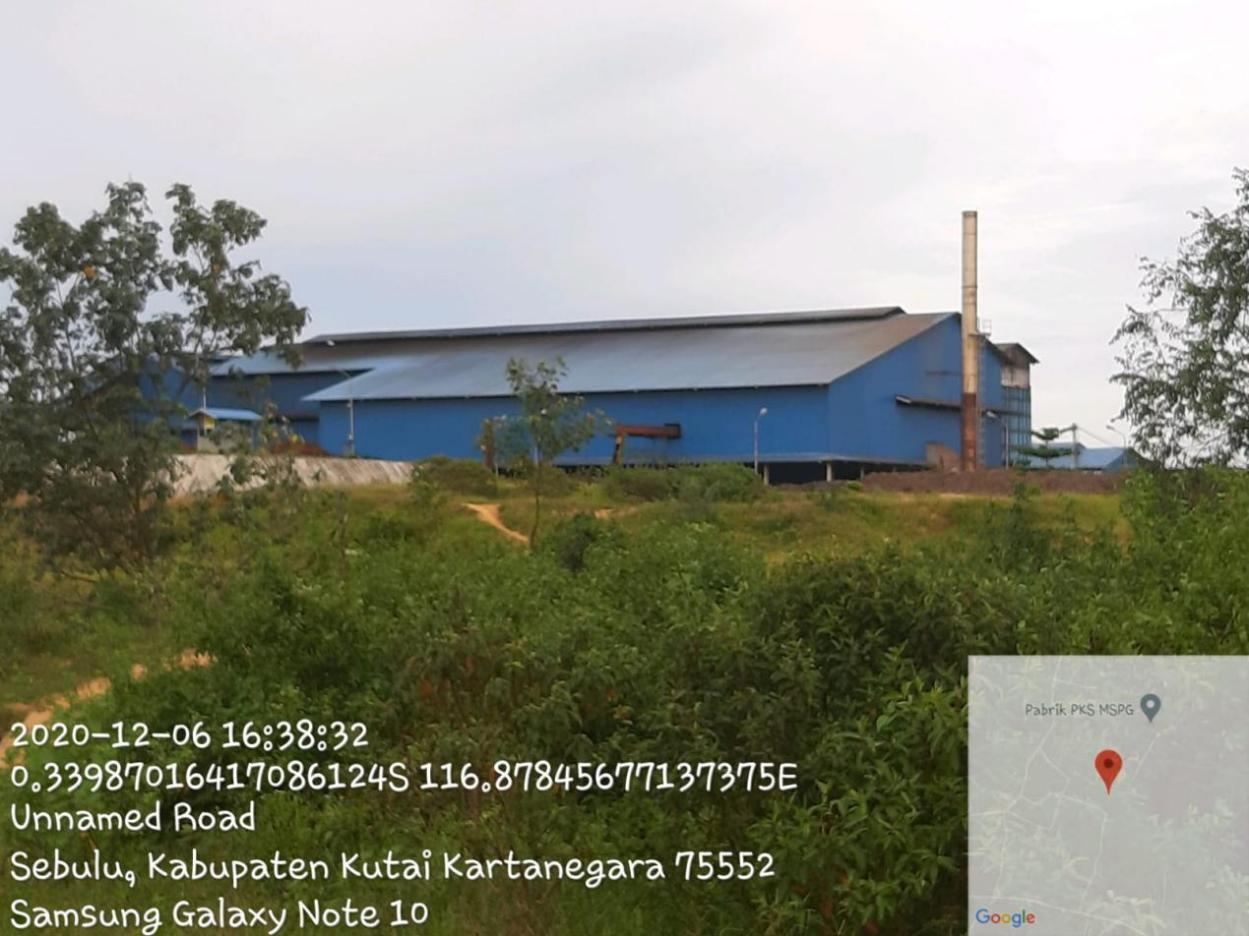 Pabrik PKS MSPG
2020-12-06 16:38:32
0.33987016417086124S 116.87845677137375E
Unnamed Road
Sebulu, Kabupaten Kutai Kartanegara 75552
Samsung Galaxy Note 10
Google